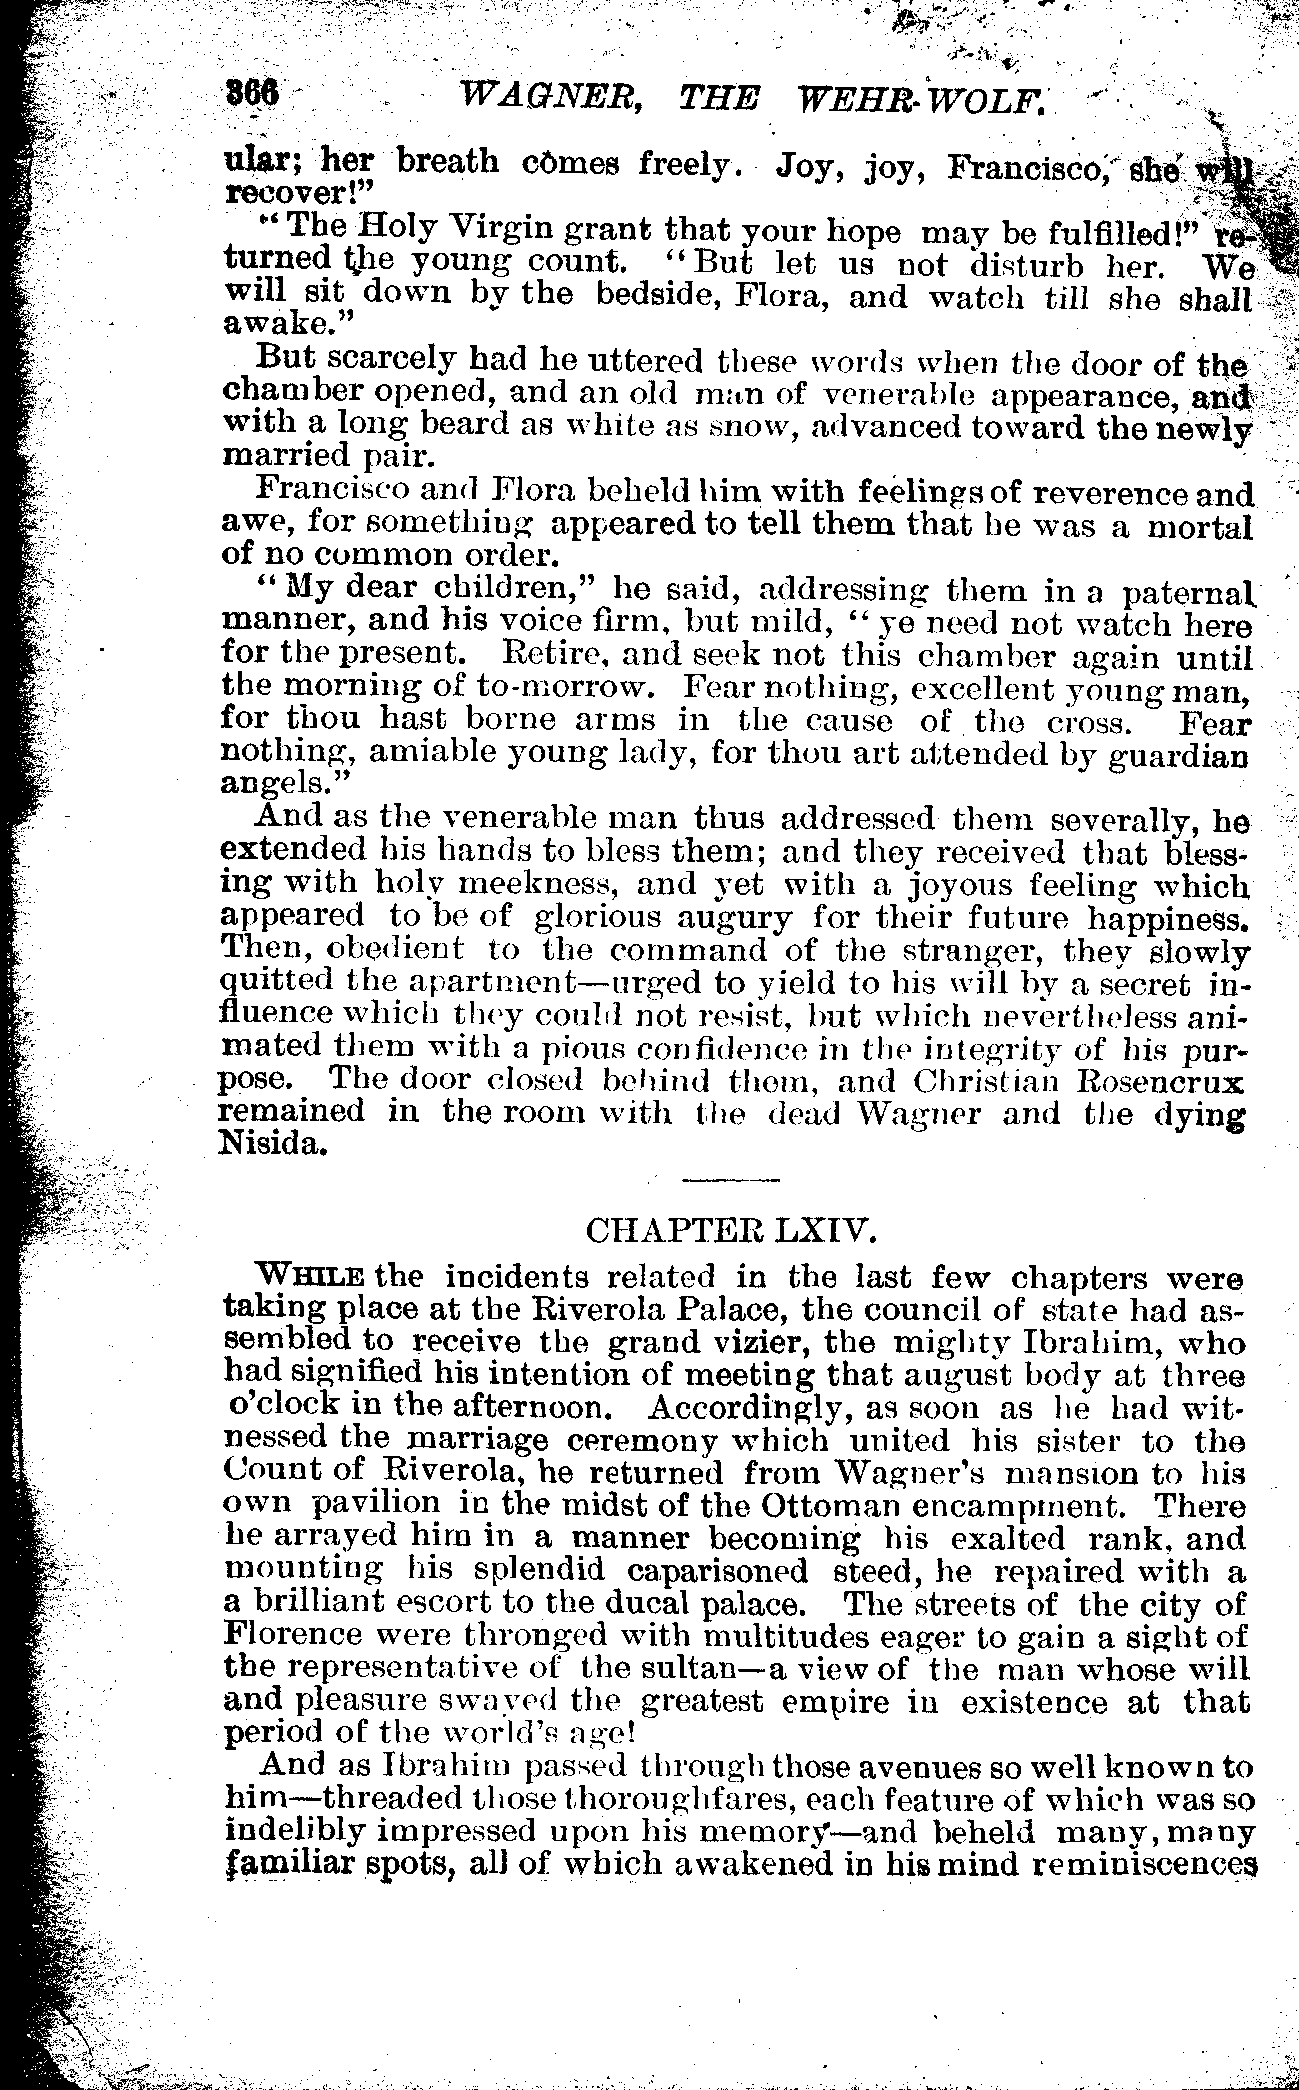 366 WAGNER, THE WEHR-WOLF.
ular; her breath comes freely. Joy, joy, Francisco, she will
recover!”
“The Holy Virgin grant that your hope may be fulfilled!” re-
turned the young count. “But let us not disturb her. We
will sit down by the bedside, Flora, and watch till she shall
awake.”
But scarcely had he uttered these words when the door of the
chamber opened, and an old man of venerable appearance, and
with a long beard as white as snow, advanced toward the newly
married pair.
Francisco and Flora beheld him with feelings of reverence and
awe, for something appeared to tell them that he was a mortal
of no common order.
“My dear children,” he said, addressing them in a paternal
manner, and his voice firm, but mild, “ye need not watch here
for the present. Retire, and seek not this chamber again until
the morning of to-morrow. Fear nothing, excellent young man,
for thou hast borne arms in the cause of the cross. Fear
nothing, amiable young lady, for thou art attended by guardian
angels.”
And as the venerable man thus addressed them severally, he
extended his hands to bless them; and they received that bless-
ing with holy meekness, and yet with a joyous feeling which
appeared to be of glorious augury for their future happiness.
Then, obedient to the command of the stranger, they slowly
quitted the apartment—urged to yield to his will by a secret in-
fluence which they could not resist, but which nevertheless ani-
mated them with a pious confidence in the integrity of his pur-
pose. The door closed behind them, and Christian Rosencrux
remained in the room with the dead Wagner and the dying
Nisida.
CHAPTER LXIV.
WHILE the incidents related in the last few chapters were
taking place at the Riverola Palace, the council of state had as-
sembled to receive the grand vizier, the mighty Ibrahim, who
had signified his intention of meeting that august body at three
o’clock in the afternoon. Accordingly, as soon as he had wit-
nessed the marriage ceremony which united his sister to the
Count of Riverola, he returned from Wagner’s mansion to his
own pavilion in the midst of the Ottoman encampment. There
he arrayed him in a manner becoming his exalted rank, and
mounting his splendid caparisoned steed, he repaired with a
a brilliant escort to the ducal palace. The streets of the city of
Florence were thronged with multitudes eager to gain a sight of
the representative of the sultan—a view of the man whose will
and pleasure swayed the greatest empire in existence at that
period of the world’s age!
And as Ibrahim passed through those avenues so well known to
him—threaded those thoroughfares, each feature of which was so
indelibly impressed upon his memory—and beheld many, many
familiar spots, all of which awakened in his mind reminiscences